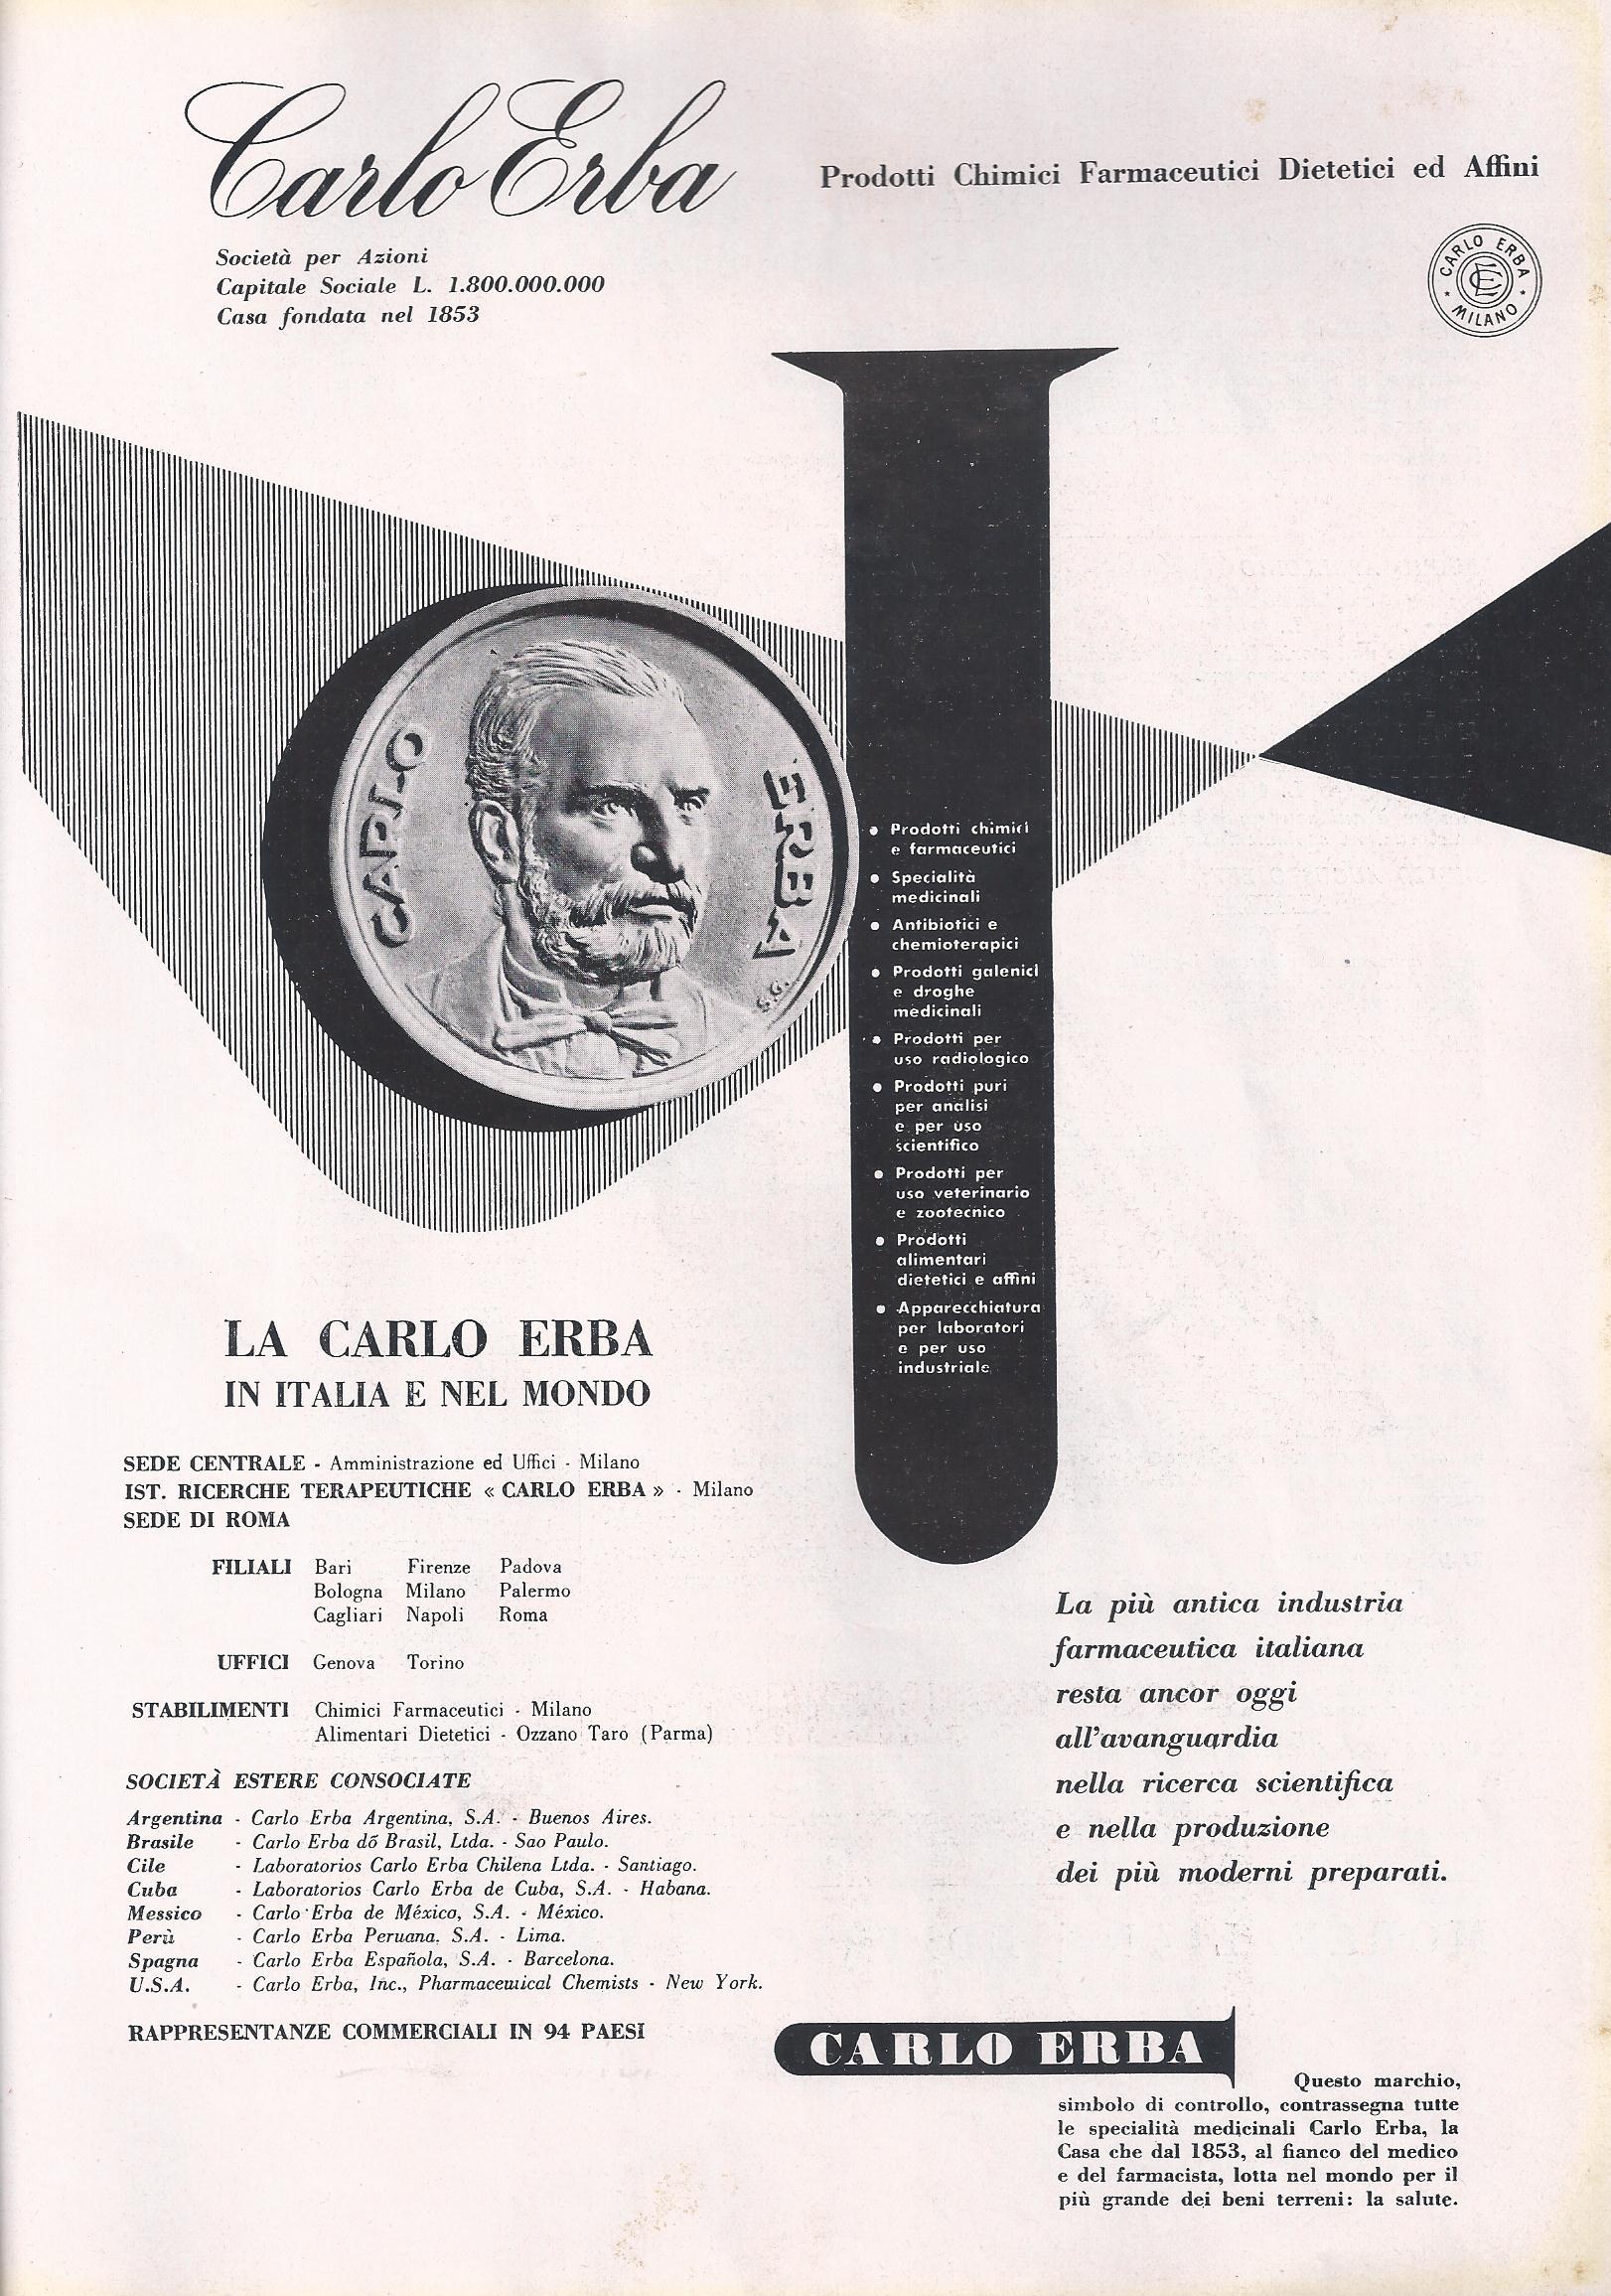 Carlo Erba
Prodotti Chimici Farmaceutici Dietetici ed Affini
Società per Azioni
Capitale Sociale L. 1.800.000.000
Casa fondata nel 1853
CARLO ERBA
CE
MILANO
CARLO
ERBA
• Prodotti chimici
e farmaceutici
• Specialità
medicinali
• Antibiotici e
chemioterapici
• Prodotti galenici
e droghe
medicinali
• Prodotti per
uso radiologico
• Prodotti puri
per analisi
e per uso
scientifico
• Prodotti per
uso veterinario
e zootecnico
• Prodotti
alimentari
dietetici e affini
• Apparecchiatura
per laboratori
e per uso
industriale
LA CARLO ERBA
IN ITALIA E NEL MONDO
SEDE CENTRALE - Amministrazione ed Uffici - Milano
IST. RICERCHE TERAPEUTICHE « CARLO ERBA » - Milano
SEDE DI ROMA
FILIALI Bari Firenze Padova
Bologna Milano Palermo
Cagliari Napoli Roma
UFFICI Genova Torino
STABILIMENTI Chimici Farmaceutici - Milano
Alimentari Dietetici - Ozzano Taro (Parma)
SOCIETÀ ESTERE CONSOCIATE
Argentina - Carlo Erba Argentina, S.A. - Buenos Aires.
Brasile - Carlo Erba dõ Brasil, Ltda. - Sao Paulo.
Cile - Laboratorios Carlo Erba Chilena Ltda. - Santiago.
Cuba - Laboratorios Carlo Erba de Cuba, S.A. - Habana.
Messico - Carlo Erba de México, S.A. - México.
Perù - Carlo Erba Peruana, S.A. - Lima.
Spagna - Carlo Erba Española, S.A. - Barcelona.
U.S.A. - Carlo Erba, Inc., Pharmaceutical Chemists - New York.
RAPPRESENTANZE COMMERCIALI IN 94 PAESI
La più antica industria
farmaceutica italiana
resta ancor oggi
all'avanguardia
nella ricerca scientifica
e nella produzione
dei più moderni preparati.
CARLO ERBA
Questo marchio,
simbolo di controllo, contrassegna tutte
le specialità medicinali Carlo Erba, la
Casa che dal 1853, al fianco del medico
e del farmacista, lotta nel mondo per il
più grande dei beni terreni: la salute.